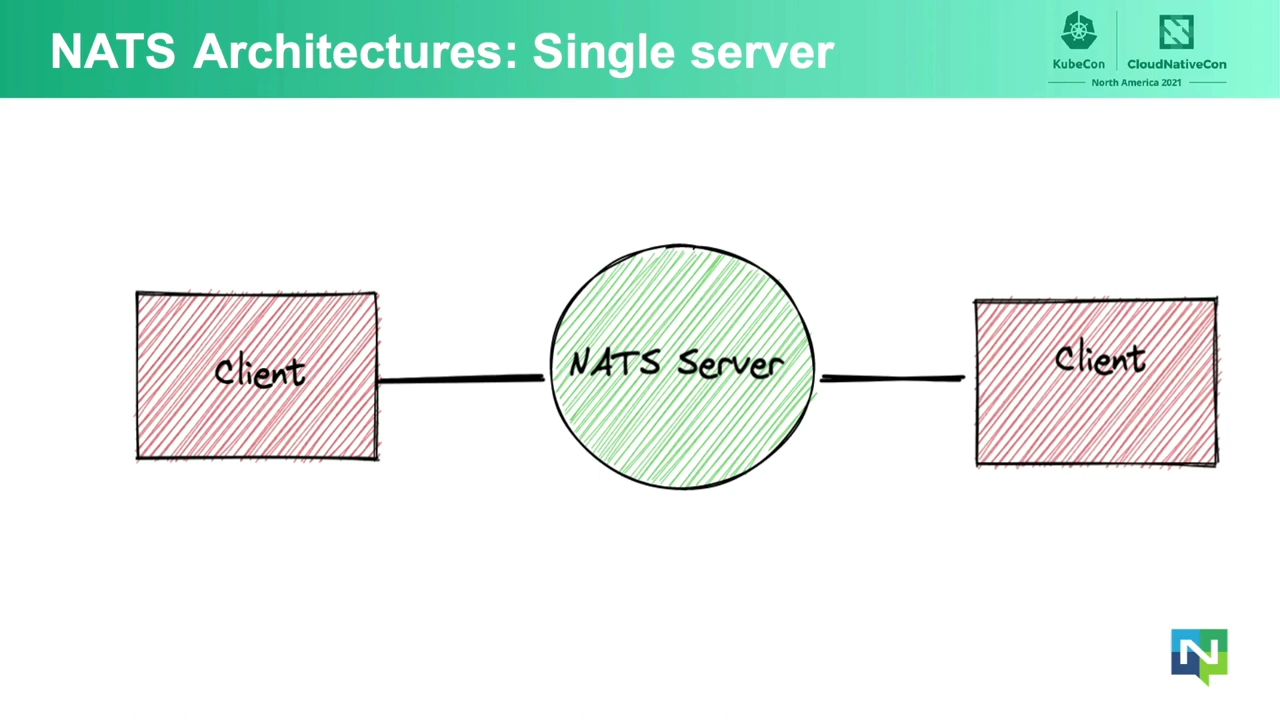 NATS Architectures: Single server
KubeCon
CloudNativeCon
North America 2021
Client
NATS Server
Client
N